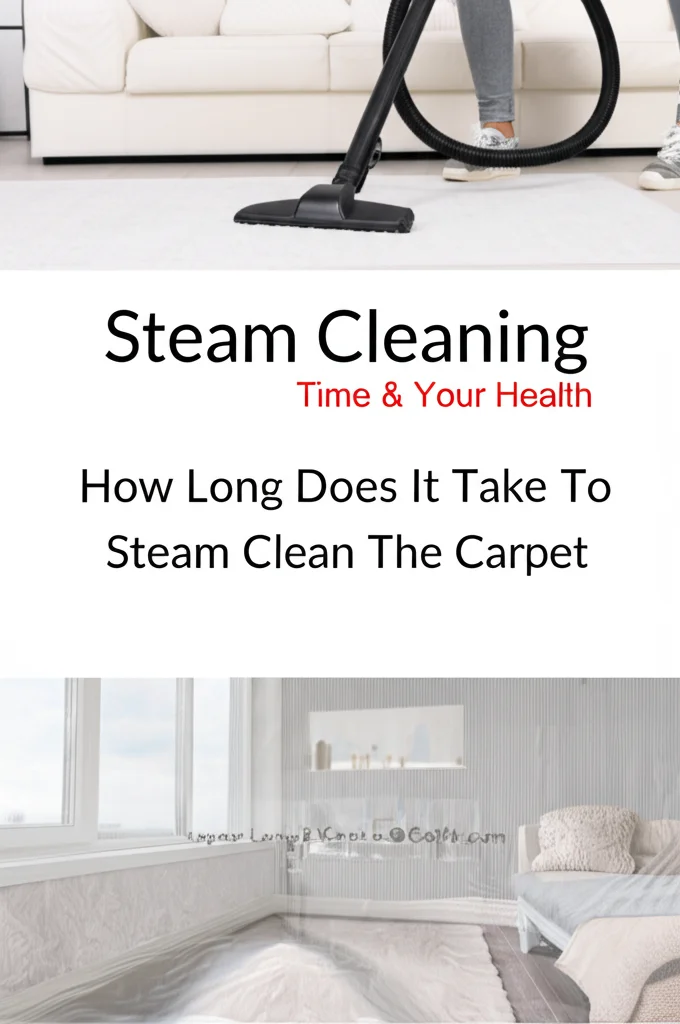 Steam Cleaning
Time & Your Health
How Long Does It Take To
Steam Clean The Carpet